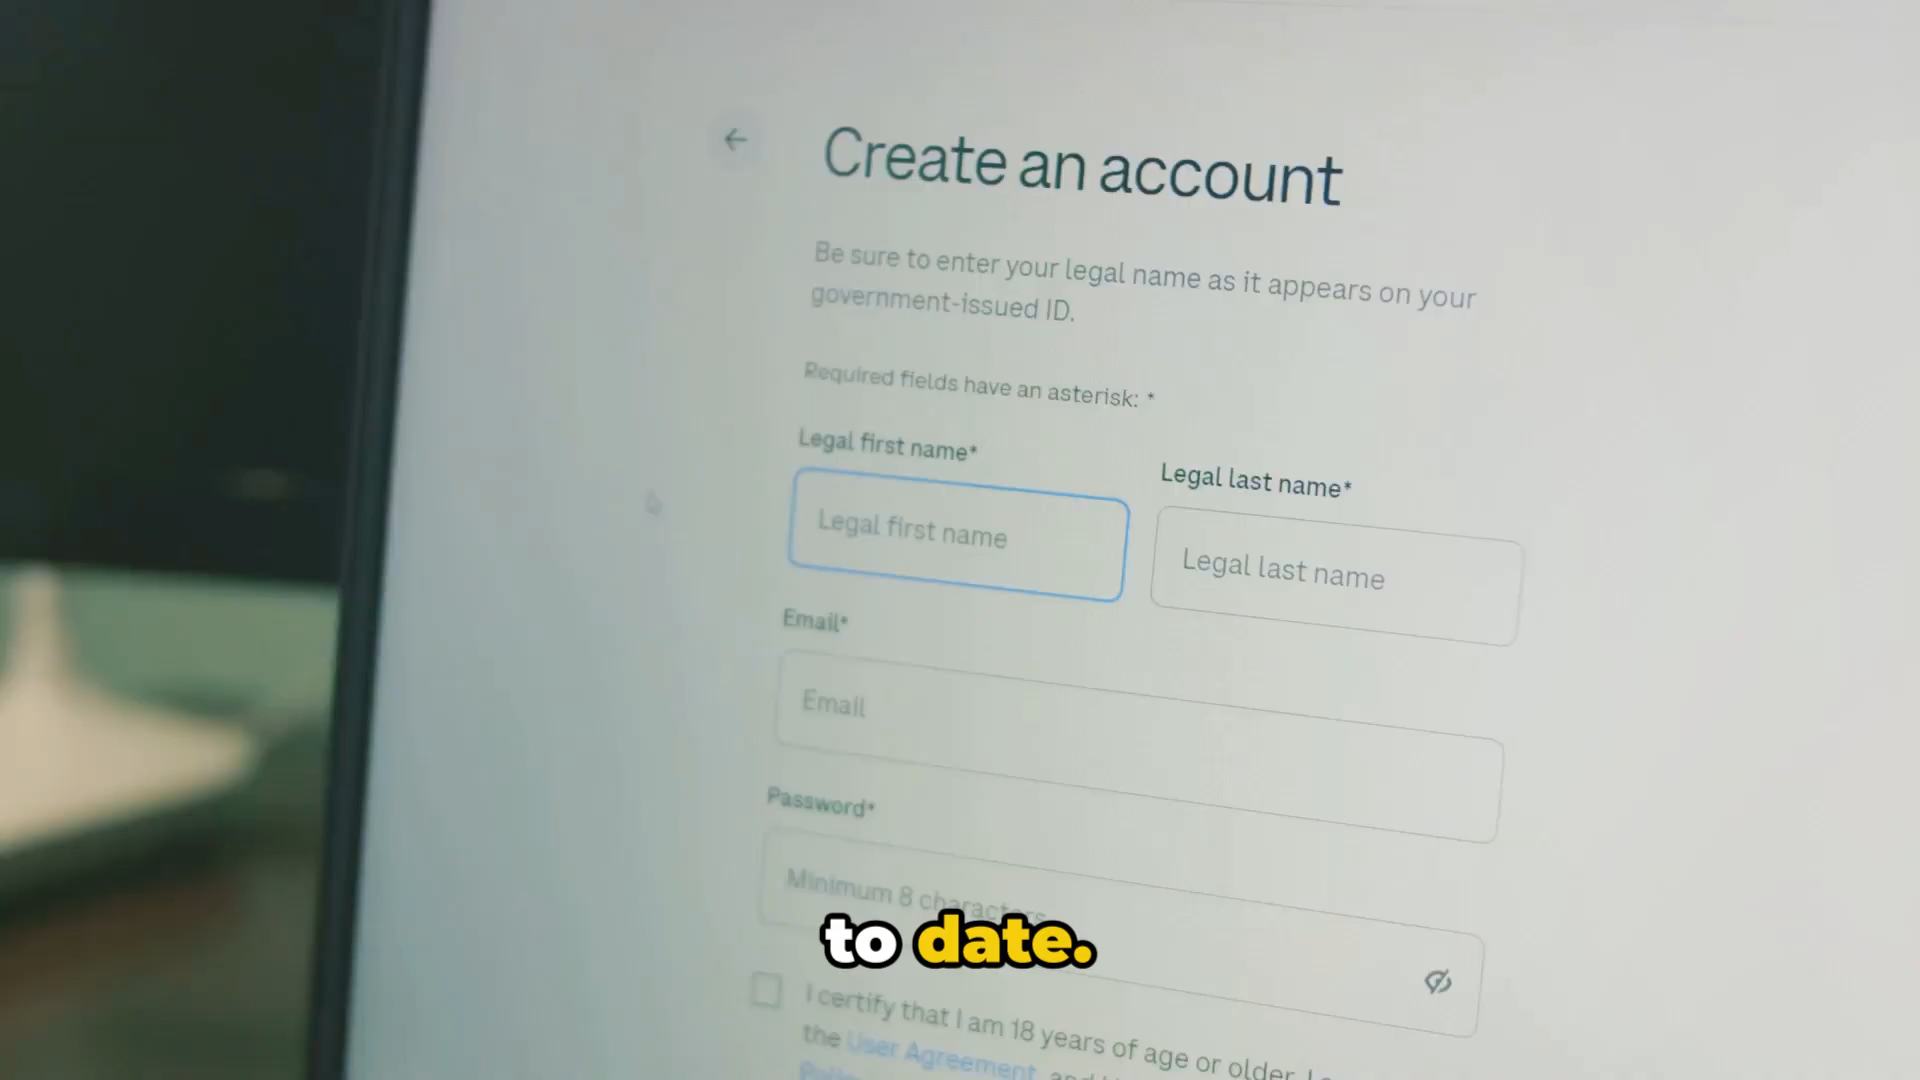 Create an account
Be sure to enter your legal name as it appears on your
government-issued ID.
Required fields have an asterisk: *
Legal first name*
Legal last name*
Legal first name
Legal last name
Email*
Email
Password*
Minimum 8 characters
to date.
I certify that I am 18 years of age or older, I
the User Agreement, and